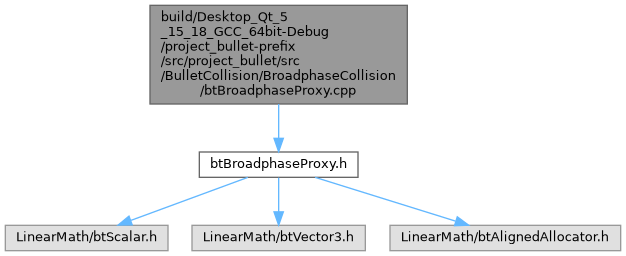 build/Desktop_Qt_5
_15_18_GCC_64bit-Debug
/project_bullet-prefix
/src/project_bullet/src
/BulletCollision/BroadphaseCollision
/btBroadphaseProxy.cpp
btBroadphaseProxy.h
LinearMath/btScalar.h
LinearMath/btVector3.h
LinearMath/btAlignedAllocator.h